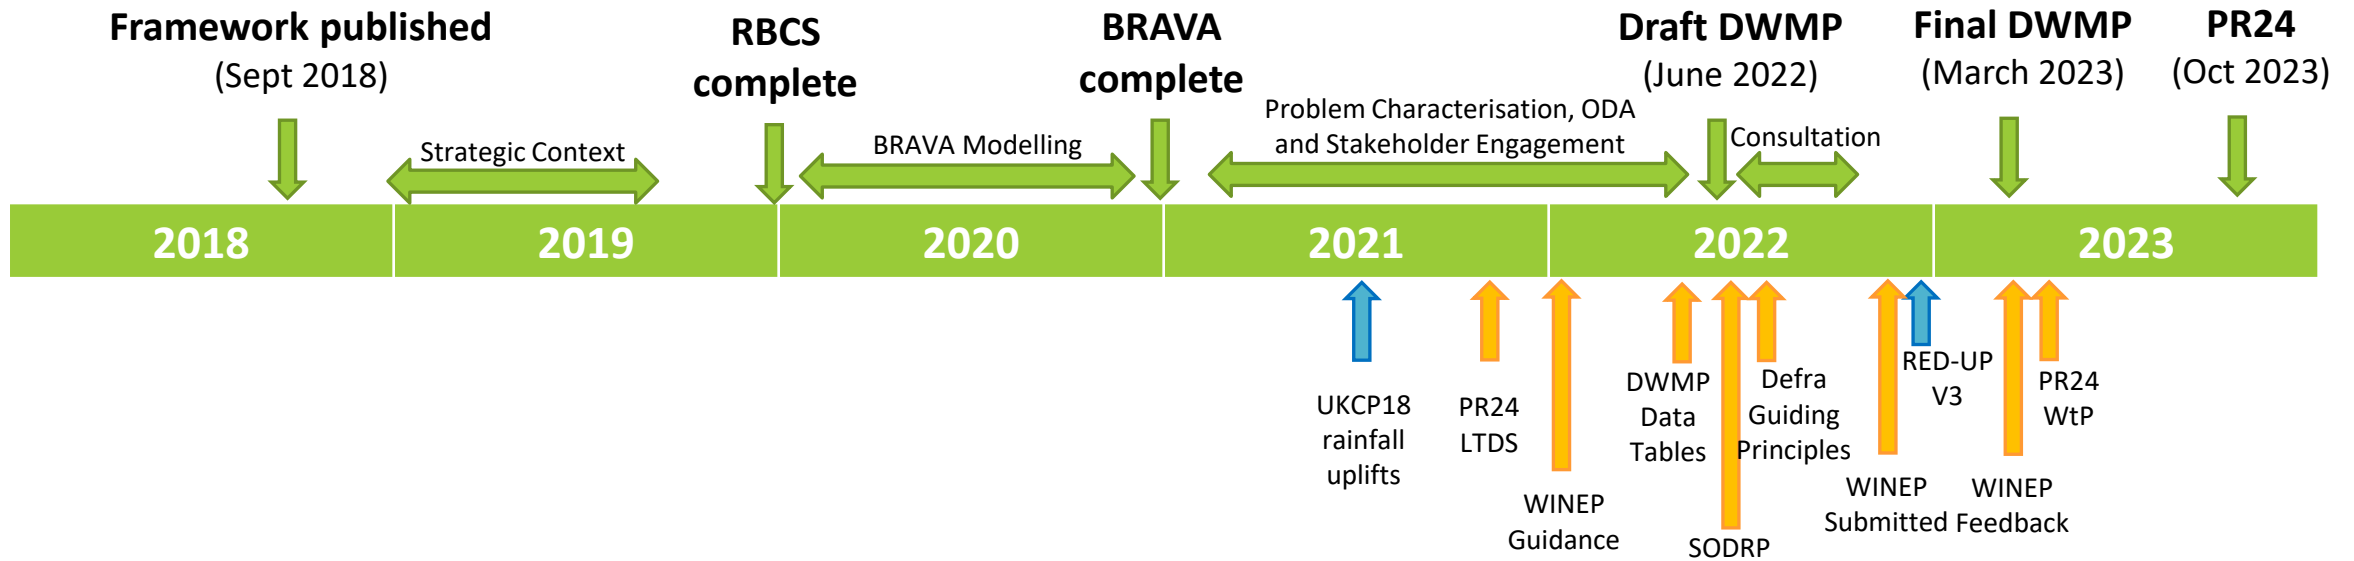 Framework published
(Sept 2018)
RBCS
complete
BRAVA
complete
Draft DWMP
(June 2022)
Final DWMP
(March 2023)
PR24
(Oct 2023)
Strategic Context
BRAVA Modelling
Problem Characterisation, ODA
and Stakeholder Engagement
Consultation
2018
2019
2020
2021
2022
2023
UKCP18
rainfall
uplifts
PR24
LTDS
WINEP
Guidance
DWMP
Data
Tables
SODRP
Defra
Guiding
Principles
WINEP
Submitted
RED-UP
V3
WINEP
Feedback
PR24
WtP